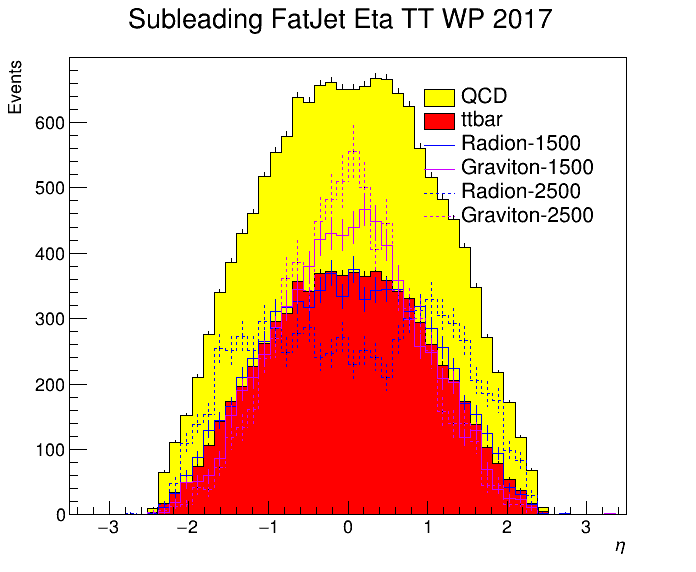 Subleading FatJet Eta TT WP 2017
Events
600
500
400
300
200
100
0
QCD
ttbar
Radion-1500
Graviton-1500
Radion-2500
Graviton-2500
−3 −2 −1 0 1 2 3
η